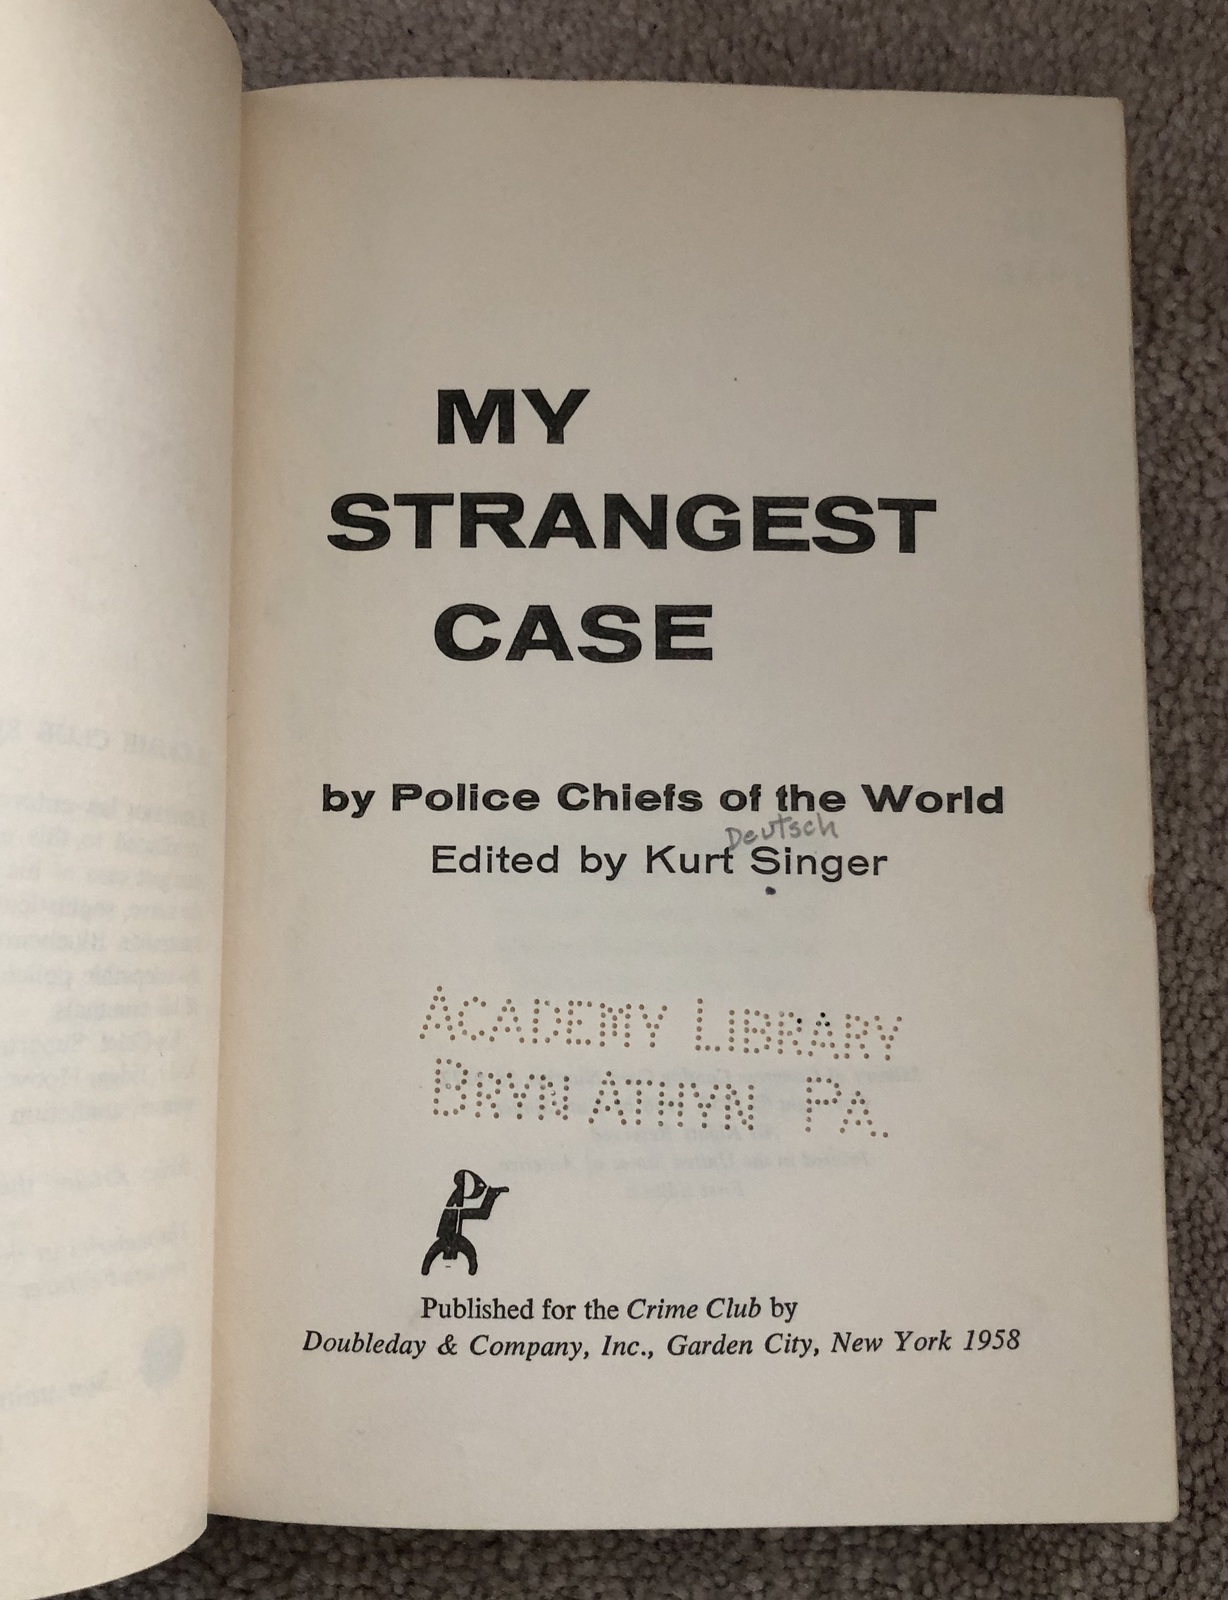 MY
STRANGEST
CASE
by Police Chiefs of the World
Deutsch
Edited by Kurt Singer
ACADEMY LIBRARY
BRYN ATHYN PA.
Published for the Crime Club by
Doubleday & Company, Inc., Garden City, New York 1958